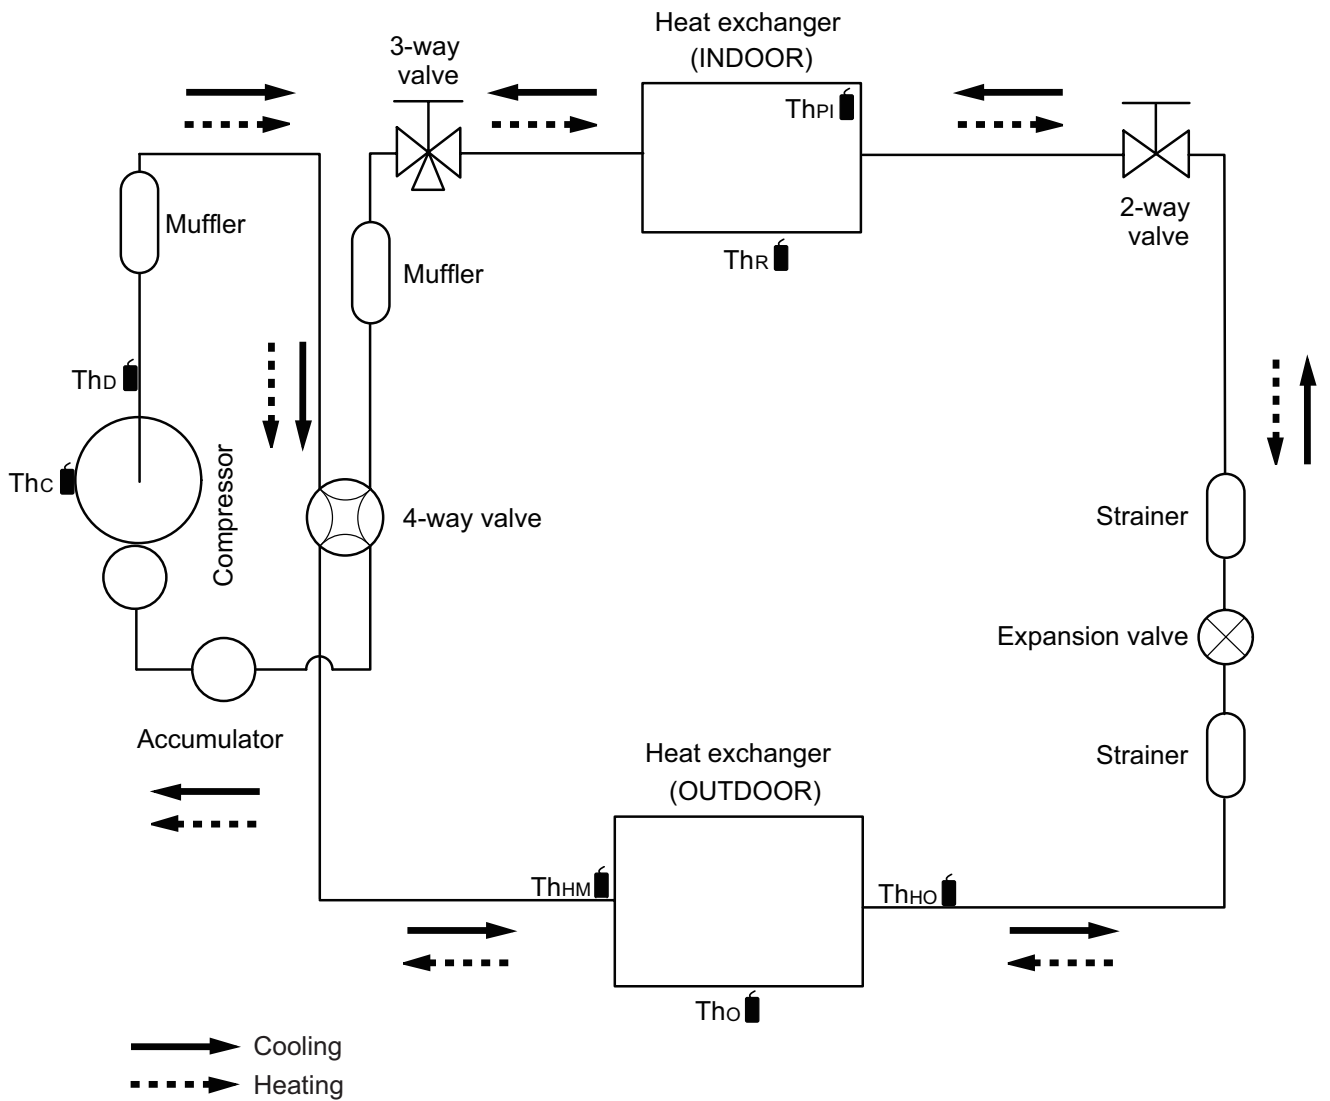 Heat exchanger
(INDOOR)
3-way
valve
ThPI
2-way
valve
Muffler
ThR
Muffler
ThD
ThC
Compressor
4-way valve
Strainer
Expansion valve
Strainer
Accumulator
Heat exchanger
(OUTDOOR)
ThHM
ThHO
ThO
Cooling
Heating